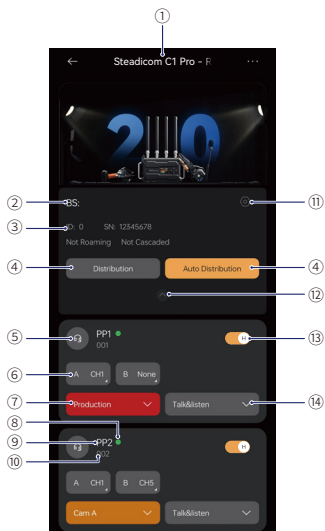 ①
Steadicom C1 Pro - R ...
210
② BS: ⑪
③ ID: 0 SN: 12345678
Not Roaming Not Cascaded
④ Distribution Auto Distribution ④
⑫
⑤ PP1 H ⑬
001
⑥ A CH1 B None
⑦ Production Talk&listen ⑭
⑧
⑨ PP2 H
⑩ 002
A CH1 B CH5
Cam A Talk&listen